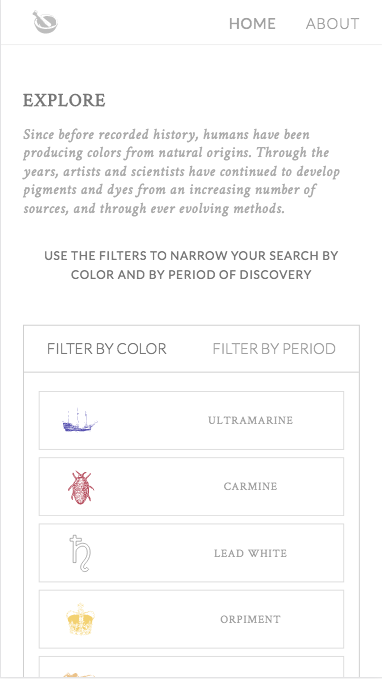 HOME ABOUT
EXPLORE
Since before recorded history, humans have been
producing colors from natural origins. Through the
years, artists and scientists have continued to develop
pigments and dyes from an increasing number of
sources, and through ever evolving methods.
USE THE FILTERS TO NARROW YOUR SEARCH BY
COLOR AND BY PERIOD OF DISCOVERY
FILTER BY COLOR FILTER BY PERIOD
ULTRAMARINE
CARMINE
LEAD WHITE
ORPIMENT